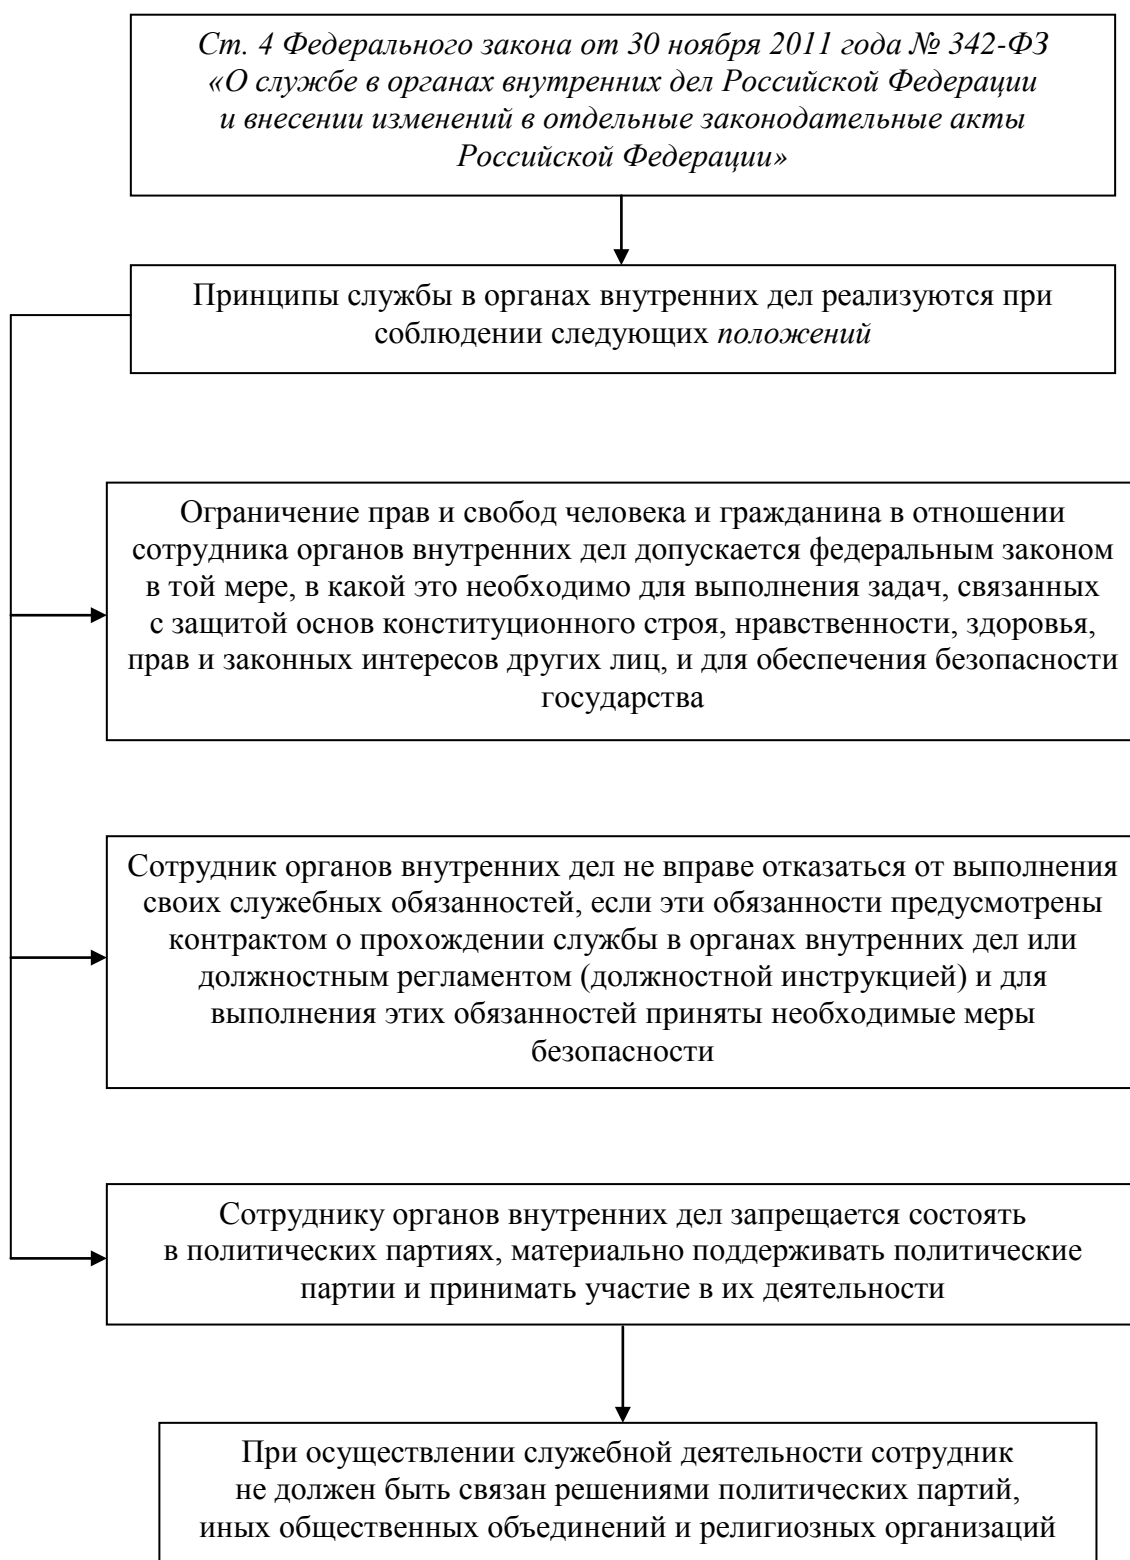 Ст. 4 Федерального закона от 30 ноября 2011 года № 342-ФЗ
«О службе в органах внутренних дел Российской Федерации
и внесении изменений в отдельные законодательные акты
Российской Федерации»
Принципы службы в органах внутренних дел реализуются при
соблюдении следующих положений
Ограничение прав и свобод человека и гражданина в отношении
сотрудника органов внутренних дел допускается федеральным законом
в той мере, в какой это необходимо для выполнения задач, связанных
с защитой основ конституционного строя, нравственности, здоровья,
прав и законных интересов других лиц, и для обеспечения безопасности
государства
Сотрудник органов внутренних дел не вправе отказаться от выполнения
своих служебных обязанностей, если эти обязанности предусмотрены
контрактом о прохождении службы в органах внутренних дел или
должностным регламентом (должностной инструкцией) и для
выполнения этих обязанностей приняты необходимые меры
безопасности
Сотруднику органов внутренних дел запрещается состоять
в политических партиях, материально поддерживать политические
партии и принимать участие в их деятельности
При осуществлении служебной деятельности сотрудник
не должен быть связан решениями политических партий,
иных общественных объединений и религиозных организаций